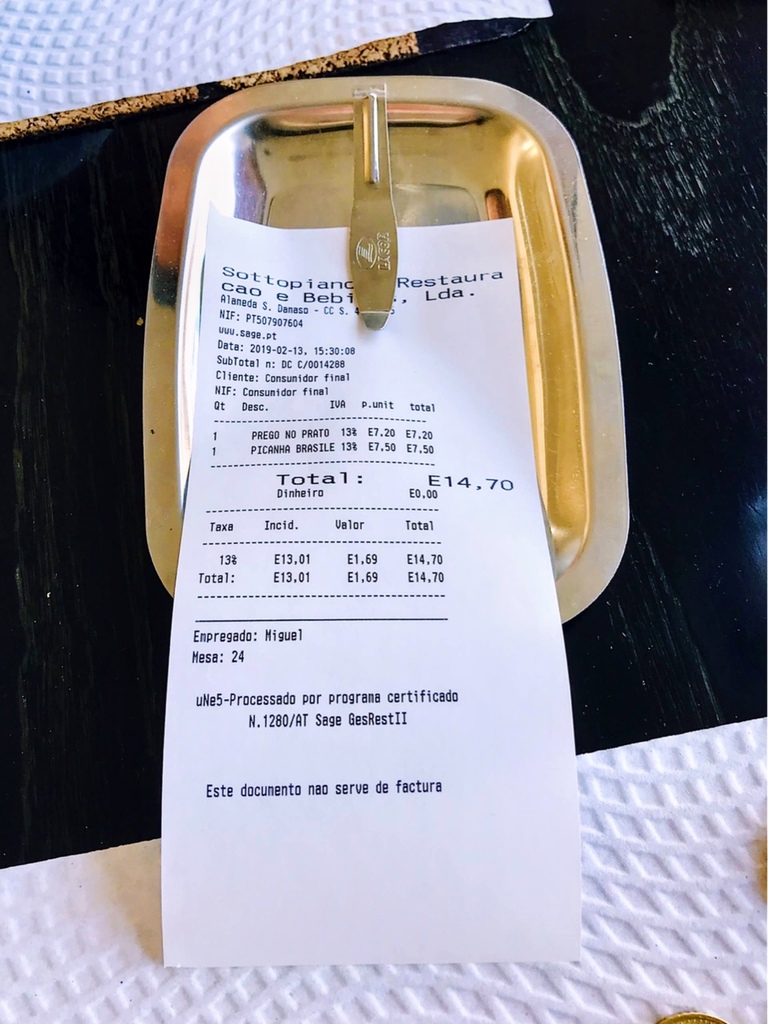 Sottopiano Restaura
cao e Bebi ., Lda.
Alameda S. Damaso - CC S.
NIF: PT507907604
www.sage.pt
Data: 2019-02-13, 15:30:08
SubTotal n: DC C/0014288
Cliente: Consumidor final
NIF: Consumidor final
Qt Desc. IVA P.unit total
1 PREGO NO PRATO 13% E7,20 E7,20
1 PICANHA BRASILE 13% E7,50 E7,50
Total: E14,70
Dinheiro E0,00
Taxa Incid. Valor Total
13% E13,01 E1,69 E14,70
Total: E13,01 E1,69 E14,70
Empregado: Miguel
Mesa: 24
uNe5-Processado por programa certificado
N.1280/AT Sage GesRestII
Este documento nao serve de factura